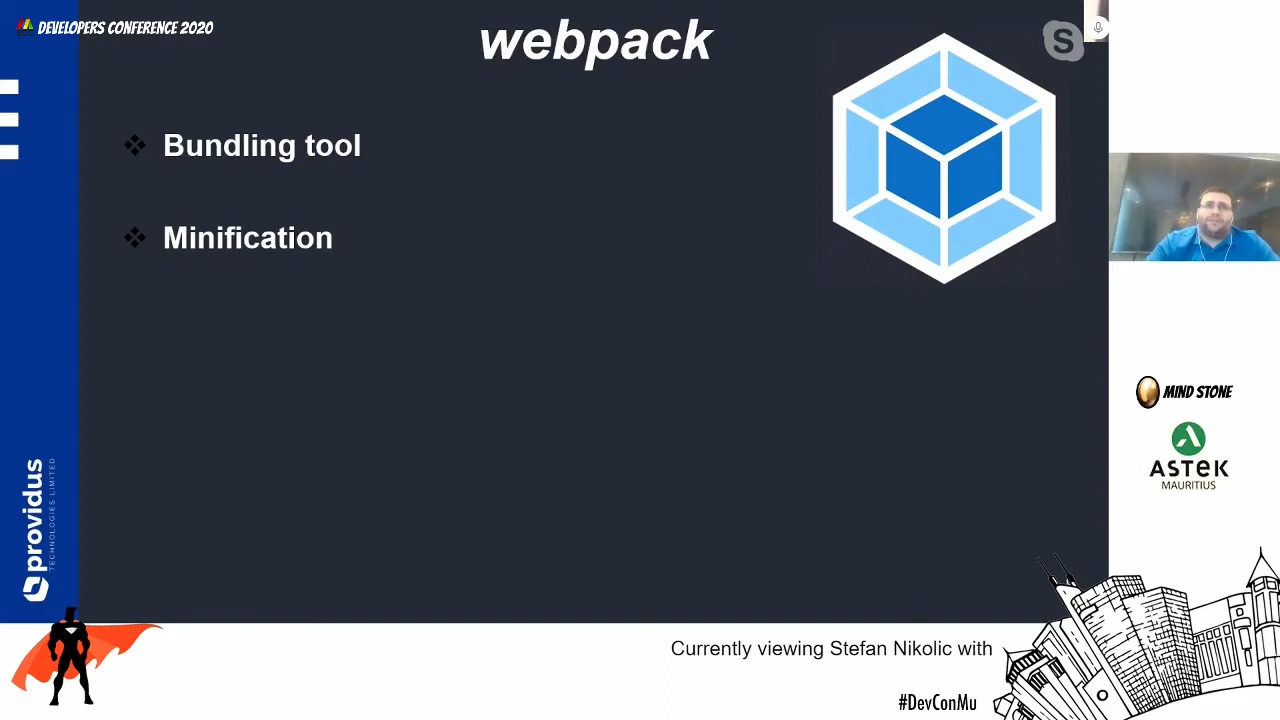 DEVELOPERS CONFERENCE 2020
webpack
S
Bundling tool
Minification
MIND STONE
ASTEK
MAURITIUS
providus
TECHNOLOGIES LIMITED
Currently viewing Stefan Nikolic with
#DevConMu